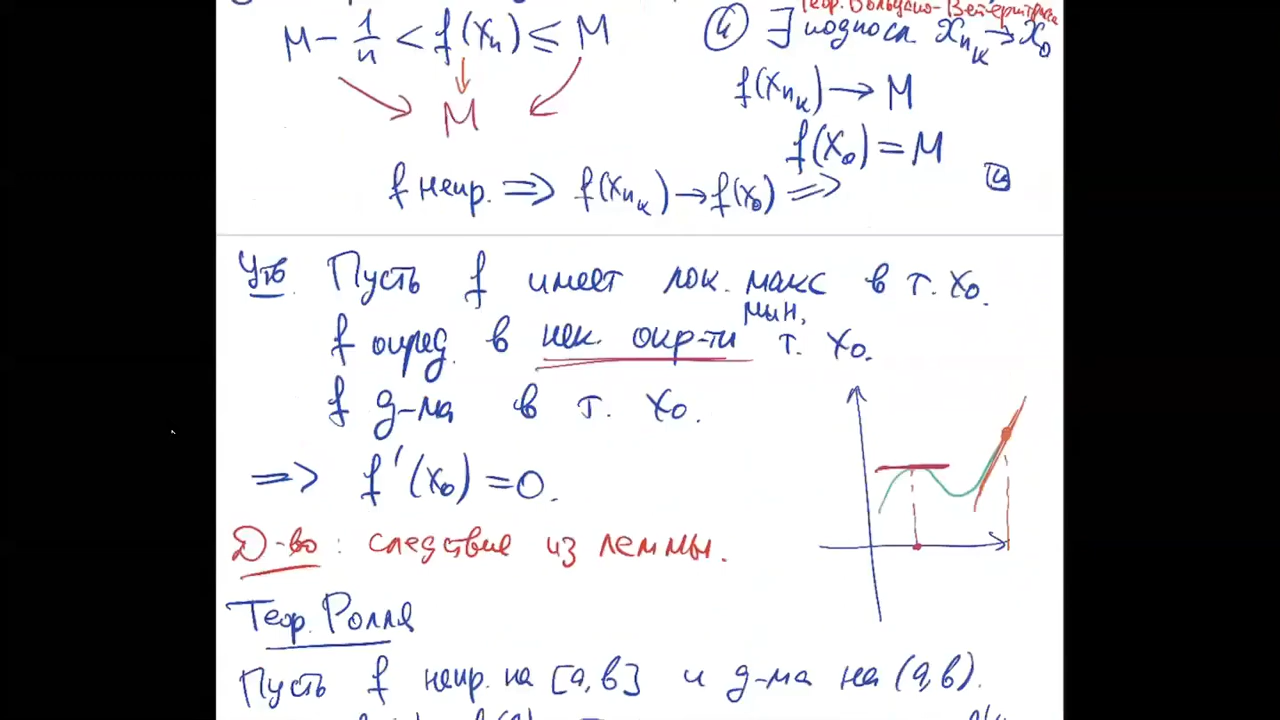 Теор. Больцано-Вейерштрасса
M - 1/n < f(xₙ) ≤ M
④ ∃ подпосл. xₙₖ → x₀
f(xₙₖ) → M
M
f(x₀) = M
f непр. ⟹ f(xₙₖ) → f(x₀) ⟹
Утв. Пусть f имеет лок. макс в т. x₀.
мин.
f опред. в нек. окр-ти т. x₀.
f д-ма в т. x₀.
⟹ f'(x₀) = 0.
Д-во: следствие из леммы.
Теор. Ролля
Пусть f непр. на [a, b] и д-ма на (a, b).